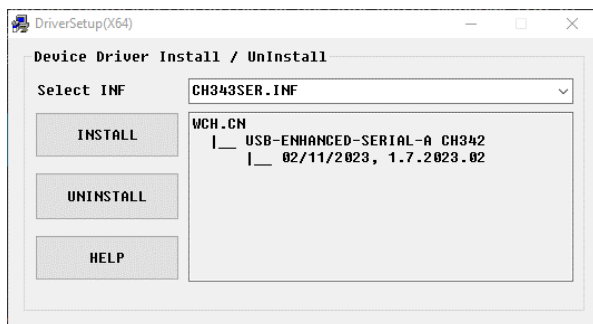 DriverSetup(X64)
Device Driver Install / UnInstall
Select INF
CH343SER.INF
INSTALL
UNINSTALL
HELP
WCH.CN
|__ USB-ENHANCED-SERIAL-A CH342
|__ 02/11/2023, 1.7.2023.02